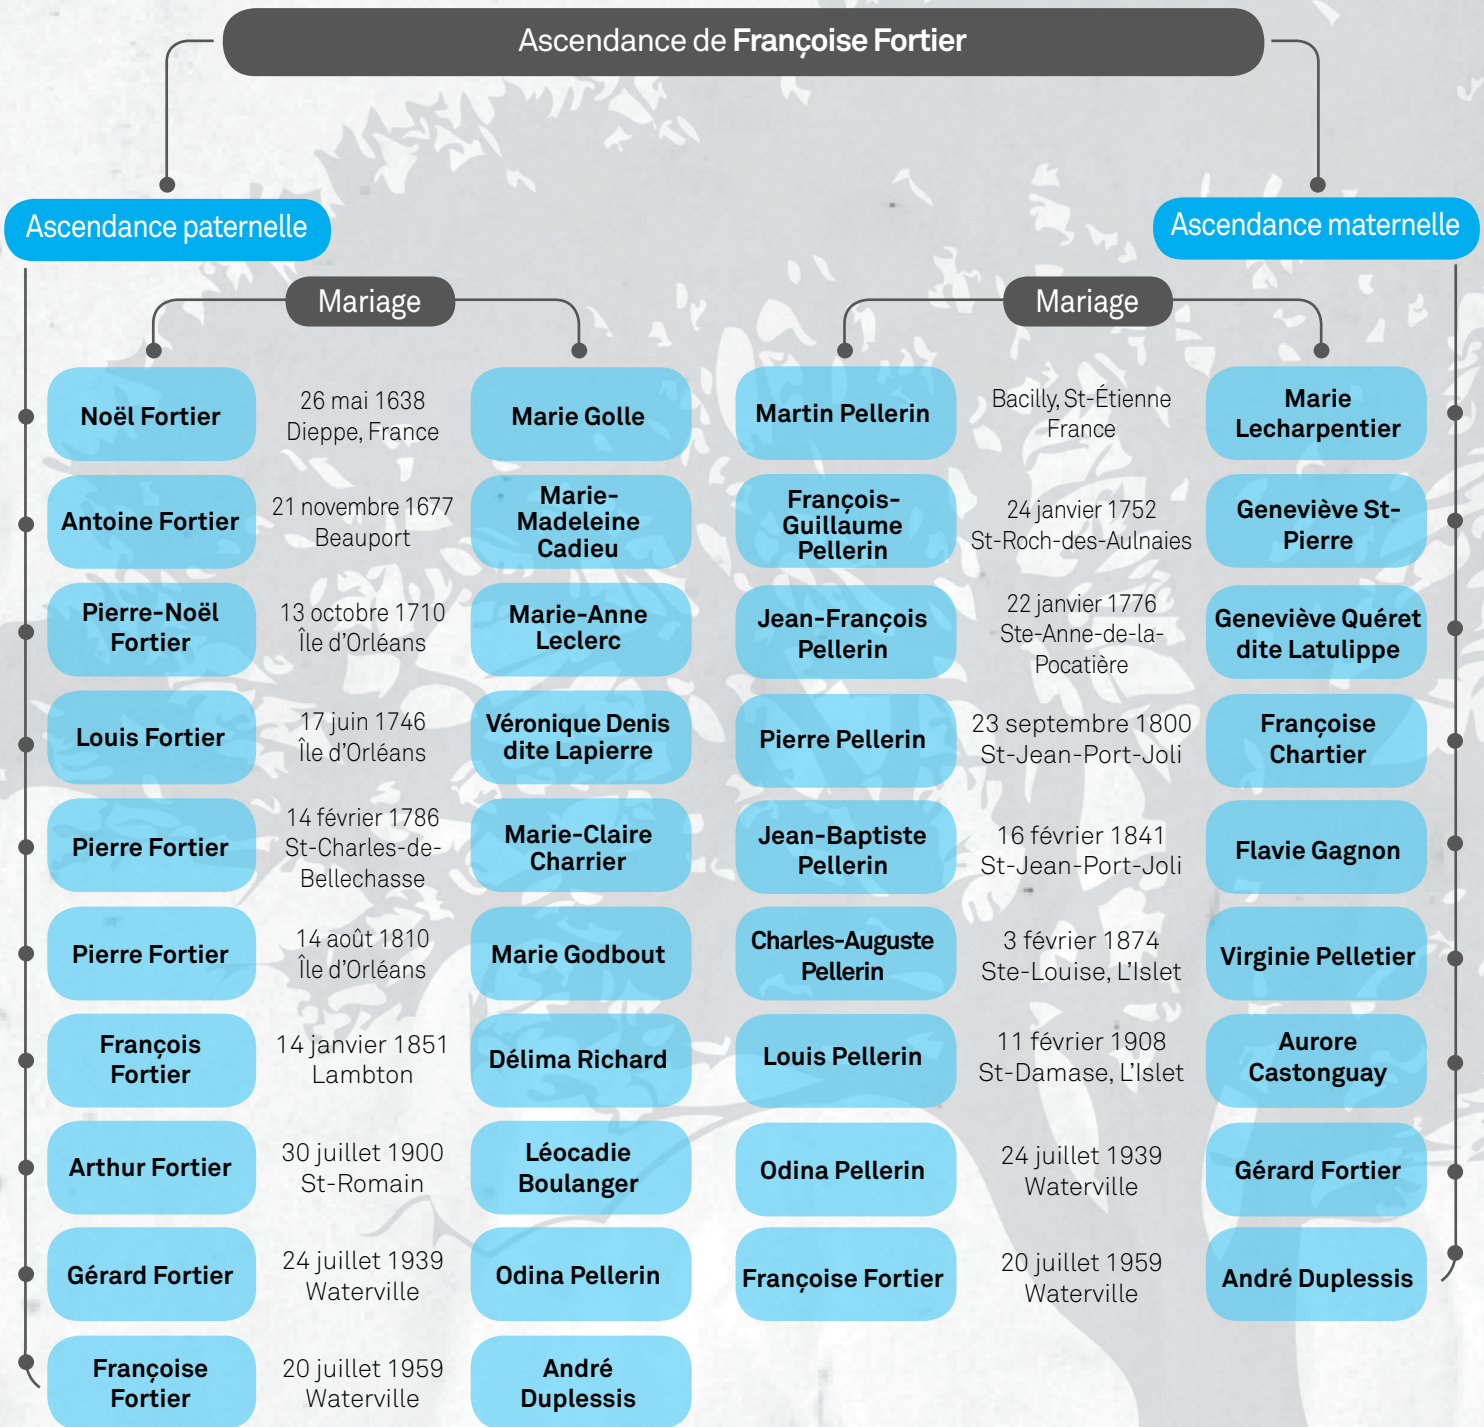 Ascendance de Françoise Fortier
Ascendance paternelle
Mariage
Noël Fortier
26 mai 1638
Dieppe, France
Marie Golle
Antoine Fortier
21 novembre 1677
Beauport
Marie-
Madeleine
Cadieu
Pierre-Noël
Fortier
13 octobre 1710
Île d’Orléans
Marie-Anne
Leclerc
Louis Fortier
17 juin 1746
Île d’Orléans
Véronique Denis
dite Lapierre
Pierre Fortier
14 février 1786
St-Charles-de-
Bellechasse
Marie-Claire
Charrier
Pierre Fortier
14 août 1810
Île d’Orléans
Marie Godbout
François
Fortier
14 janvier 1851
Lambton
Délima Richard
Arthur Fortier
30 juillet 1900
St-Romain
Léocadie
Boulanger
Gérard Fortier
24 juillet 1939
Waterville
Odina Pellerin
Françoise
Fortier
20 juillet 1959
Waterville
André
Duplessis
Ascendance maternelle
Mariage
Martin Pellerin
Bacilly, St-Étienne
France
Marie
Lecharpentier
François-
Guillaume
Pellerin
24 janvier 1752
St-Roch-des-Aulnaies
Geneviève St-
Pierre
Jean-François
Pellerin
22 janvier 1776
Ste-Anne-de-la-
Pocatière
Geneviève Quéret
dite Latulippe
Pierre Pellerin
23 septembre 1800
St-Jean-Port-Joli
Françoise
Chartier
Jean-Baptiste
Pellerin
16 février 1841
St-Jean-Port-Joli
Flavie Gagnon
Charles-Auguste
Pellerin
3 février 1874
Ste-Louise, L’Islet
Virginie Pelletier
Louis Pellerin
11 février 1908
St-Damase, L’Islet
Aurore
Castonguay
Odina Pellerin
24 juillet 1939
Waterville
Gérard Fortier
Françoise Fortier
20 juillet 1959
Waterville
André Duplessis